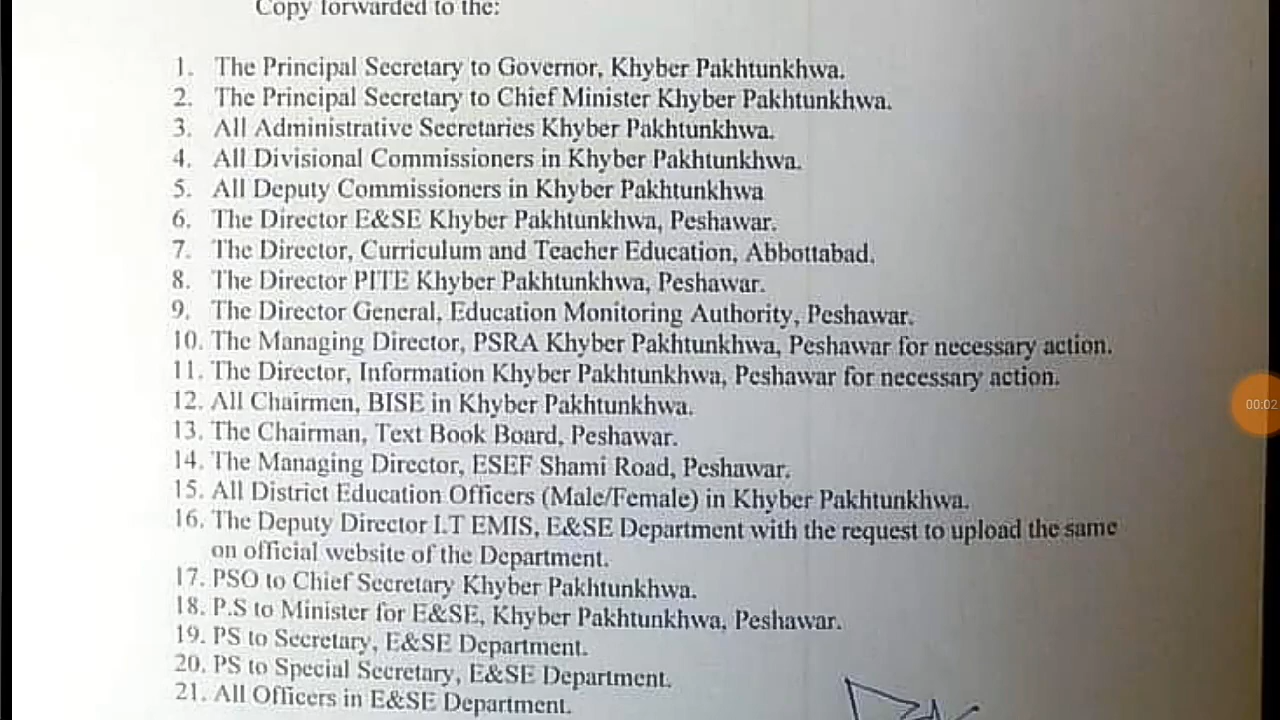 Copy forwarded to the:
1. The Principal Secretary to Governor, Khyber Pakhtunkhwa.
2. The Principal Secretary to Chief Minister Khyber Pakhtunkhwa.
3. All Administrative Secretaries Khyber Pakhtunkhwa.
4. All Divisional Commissioners in Khyber Pakhtunkhwa.
5. All Deputy Commissioners in Khyber Pakhtunkhwa
6. The Director E&SE Khyber Pakhtunkhwa, Peshawar.
7. The Director, Curriculum and Teacher Education, Abbottabad.
8. The Director PITE Khyber Pakhtunkhwa, Peshawar.
9. The Director General, Education Monitoring Authority, Peshawar.
10. The Managing Director, PSRA Khyber Pakhtunkhwa, Peshawar for necessary action.
11. The Director, Information Khyber Pakhtunkhwa, Peshawar for necessary action.
12. All Chairmen, BISE in Khyber Pakhtunkhwa.
13. The Chairman, Text Book Board, Peshawar.
14. The Managing Director, ESEF Shami Road, Peshawar.
15. All District Education Officers (Male/Female) in Khyber Pakhtunkhwa.
16. The Deputy Director I.T EMIS, E&SE Department with the request to upload the same
on official website of the Department.
17. PSO to Chief Secretary Khyber Pakhtunkhwa.
18. P.S to Minister for E&SE, Khyber Pakhtunkhwa, Peshawar.
19. PS to Secretary, E&SE Department.
20. PS to Special Secretary, E&SE Department.
21. All Officers in E&SE Department.
00:02